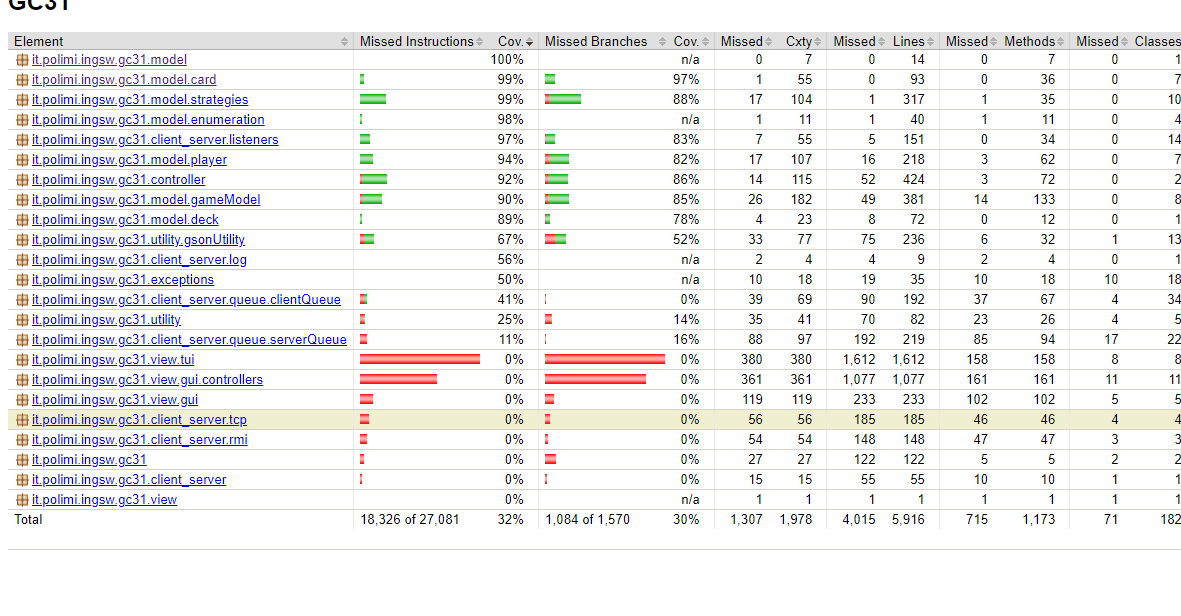 GC31
Element Missed Instructions Cov. Missed Branches Cov. Missed Cxty Missed Lines Missed Methods Missed Classes
it.polimi.ingsw.gc31.model 100% n/a 0 7 0 14 0 7 0 1
it.polimi.ingsw.gc31.model.card 99% 97% 1 55 0 93 0 36 0 7
it.polimi.ingsw.gc31.model.strategies 99% 88% 17 104 1 317 1 35 0 10
it.polimi.ingsw.gc31.model.enumeration 98% n/a 1 11 1 40 1 11 0 4
it.polimi.ingsw.gc31.client_server.listeners 97% 83% 7 55 5 151 0 34 0 14
it.polimi.ingsw.gc31.model.player 94% 82% 17 107 16 218 3 62 0 7
it.polimi.ingsw.gc31.controller 92% 86% 14 115 52 424 3 72 0 2
it.polimi.ingsw.gc31.model.gameModel 90% 85% 26 182 49 381 14 133 0 8
it.polimi.ingsw.gc31.model.deck 89% 78% 4 23 8 72 0 12 0 1
it.polimi.ingsw.gc31.utility.gsonUtility 67% 52% 33 77 75 236 6 32 1 13
it.polimi.ingsw.gc31.client_server.log 56% n/a 2 4 4 9 2 4 0 1
it.polimi.ingsw.gc31.exceptions 50% n/a 10 18 19 35 10 18 10 18
it.polimi.ingsw.gc31.client_server.queue.clientQueue 41% 0% 39 69 90 192 37 67 4 34
it.polimi.ingsw.gc31.utility 25% 14% 35 41 70 82 23 26 4 5
it.polimi.ingsw.gc31.client_server.queue.serverQueue 11% 16% 88 97 192 219 85 94 17 22
it.polimi.ingsw.gc31.view.tui 0% 0% 380 380 1,612 1,612 158 158 8 8
it.polimi.ingsw.gc31.view.gui.controllers 0% 0% 361 361 1,077 1,077 161 161 11 11
it.polimi.ingsw.gc31.view.gui 0% 0% 119 119 233 233 102 102 5 5
it.polimi.ingsw.gc31.client_server.tcp 0% 0% 56 56 185 185 46 46 4 4
it.polimi.ingsw.gc31.client_server.rmi 0% 0% 54 54 148 148 47 47 3 3
it.polimi.ingsw.gc31 0% 0% 27 27 122 122 5 5 2 2
it.polimi.ingsw.gc31.client_server 0% 0% 15 15 55 55 10 10 1 1
it.polimi.ingsw.gc31.view 0% n/a 1 1 1 1 1 1 1 1
Total 18,326 of 27,081 32% 1,084 of 1,570 30% 1,307 1,978 4,015 5,916 715 1,173 71 182